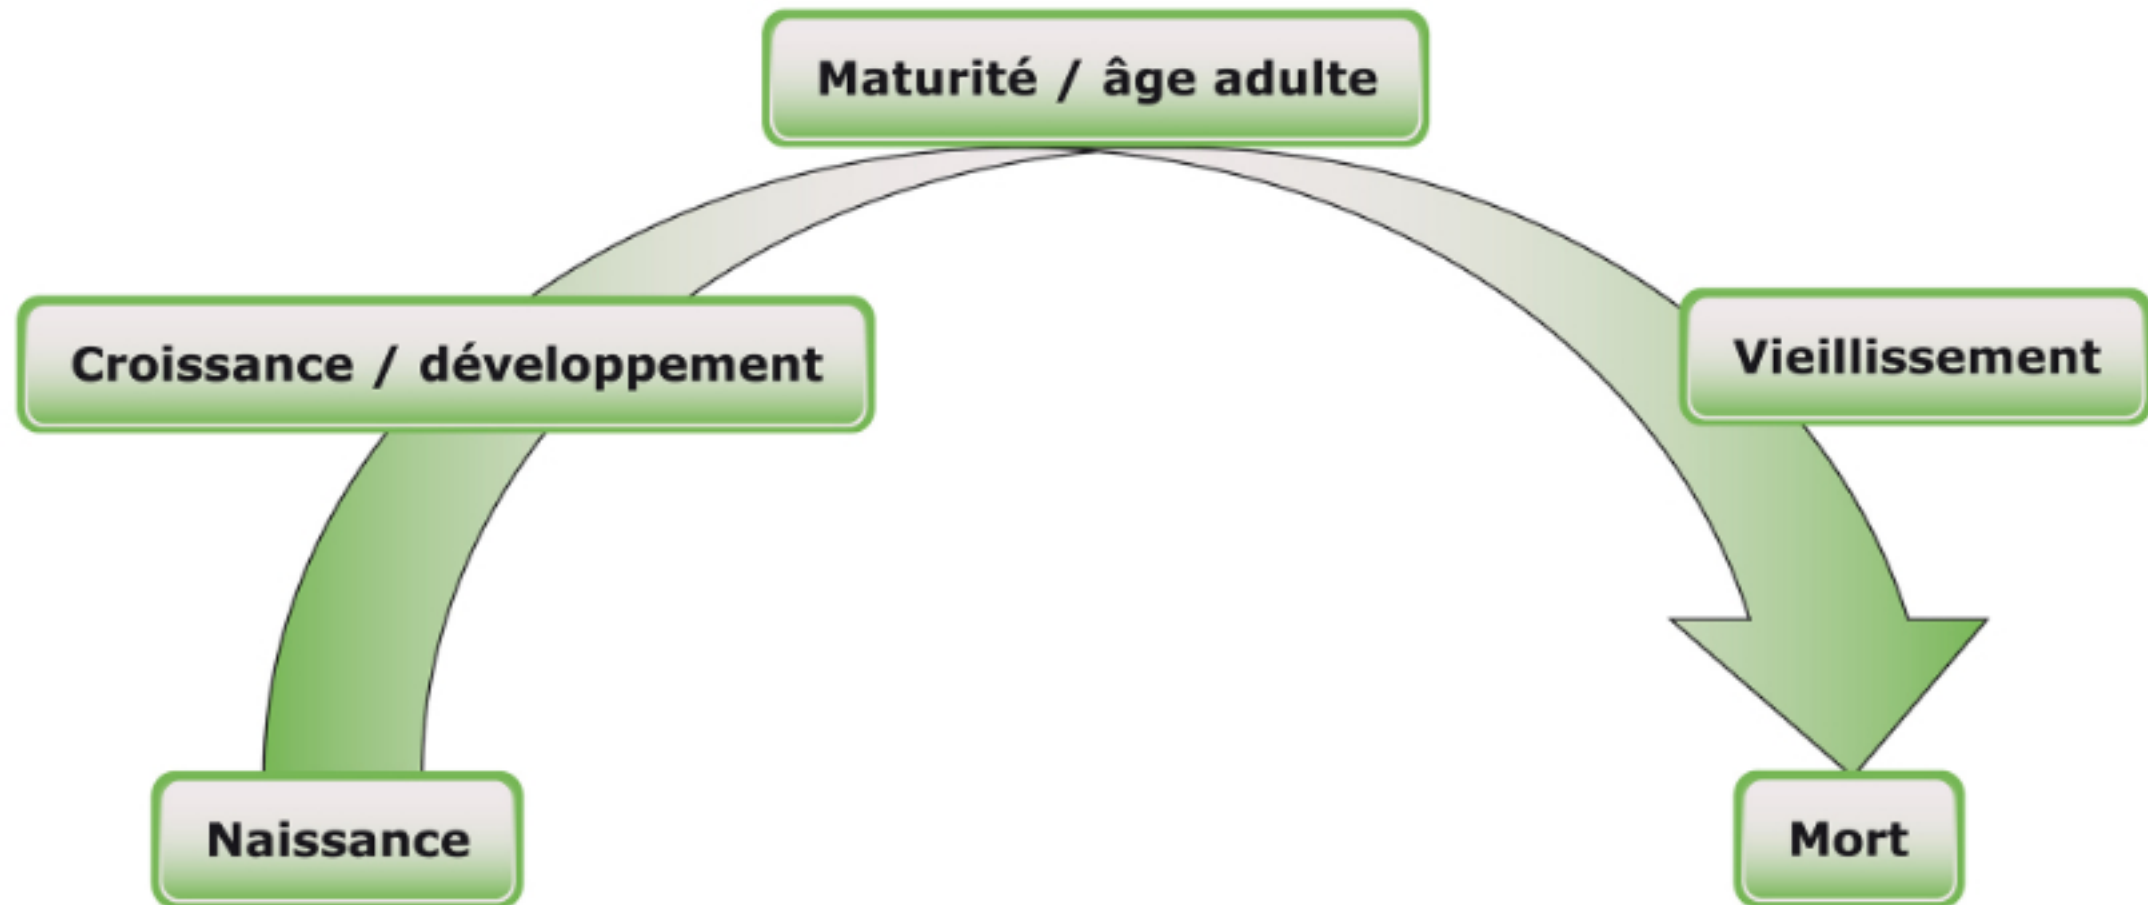 Maturité / âge adulte
Croissance / développement
Vieillissement
Naissance
Mort